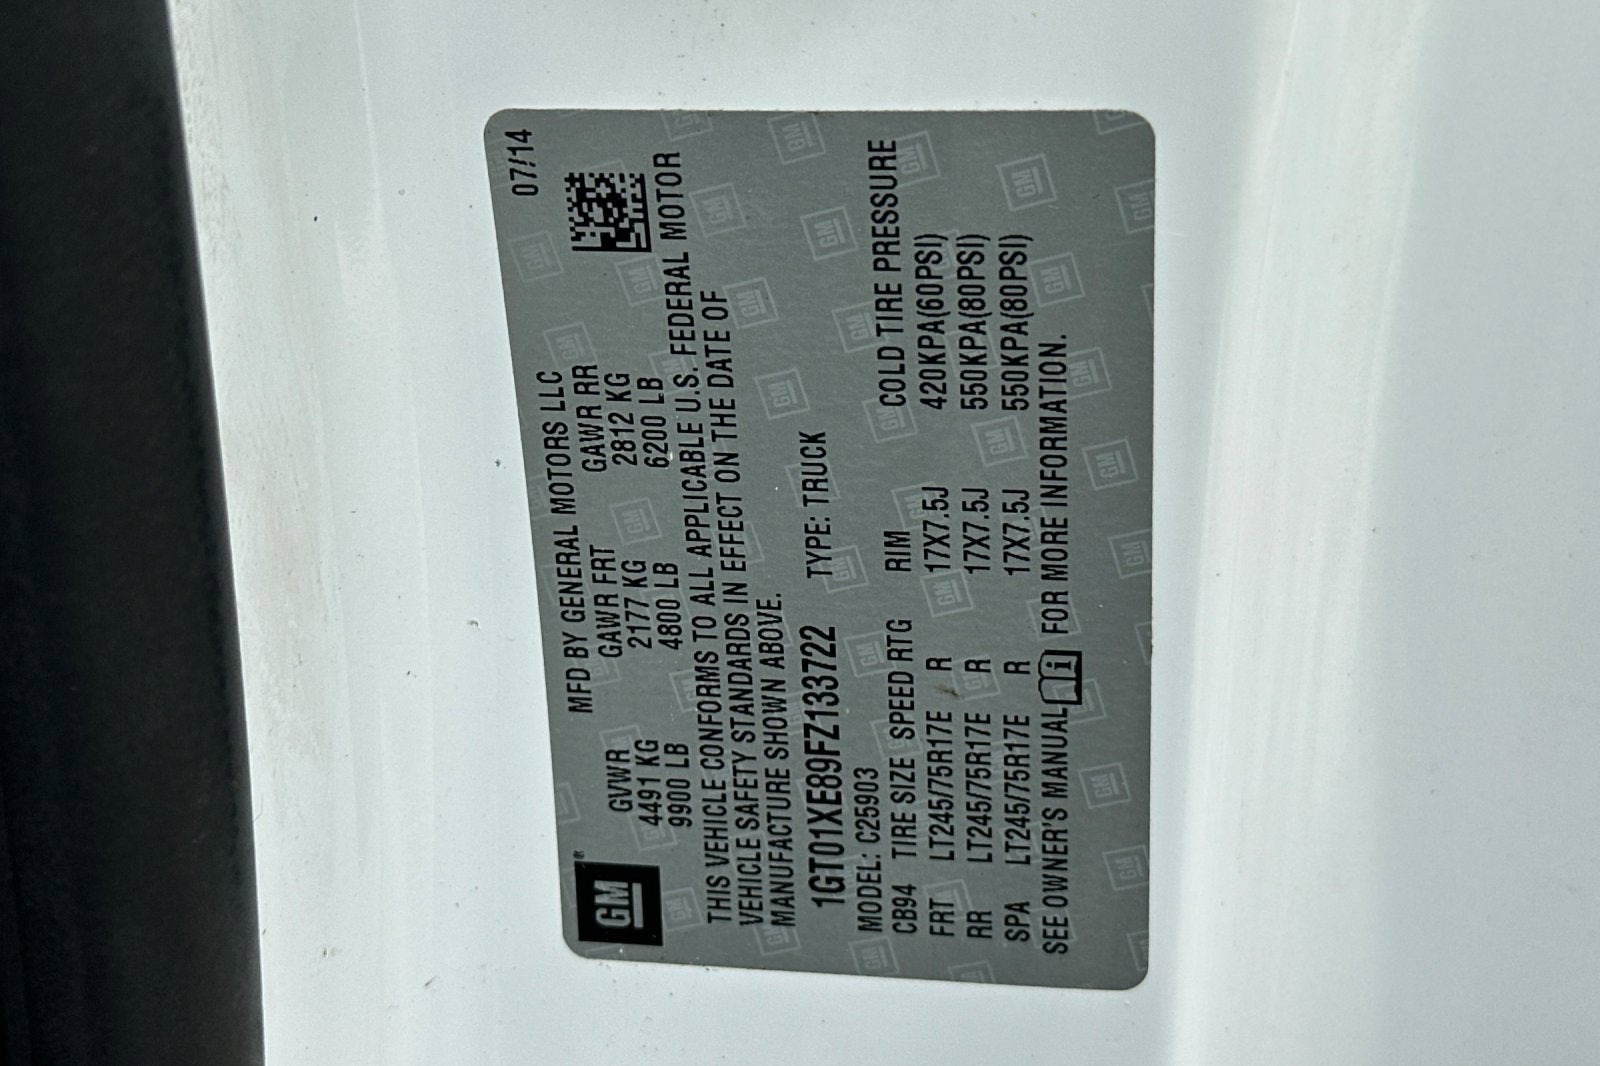 07/14
MFD BY GENERAL MOTORS LLC
GM
GVWR GAWR FRT GAWR RR
4491 KG 2177 KG 2812 KG
9900 LB 4800 LB 6200 LB
THIS VEHICLE CONFORMS TO ALL APPLICABLE U.S. FEDERAL MOTOR
VEHICLE SAFETY STANDARDS IN EFFECT ON THE DATE OF
MANUFACTURE SHOWN ABOVE.
1GT01XE89FZ133722 TYPE: TRUCK
MODEL: C25903
CB94 TIRE SIZE SPEED RTG RIM COLD TIRE PRESSURE
FRT LT245/75R17E R 17X7.5J 420KPA(60PSI)
RR LT245/75R17E R 17X7.5J 550KPA(80PSI)
SPA LT245/75R17E R 17X7.5J 550KPA(80PSI)
SEE OWNER'S MANUAL i FOR MORE INFORMATION.